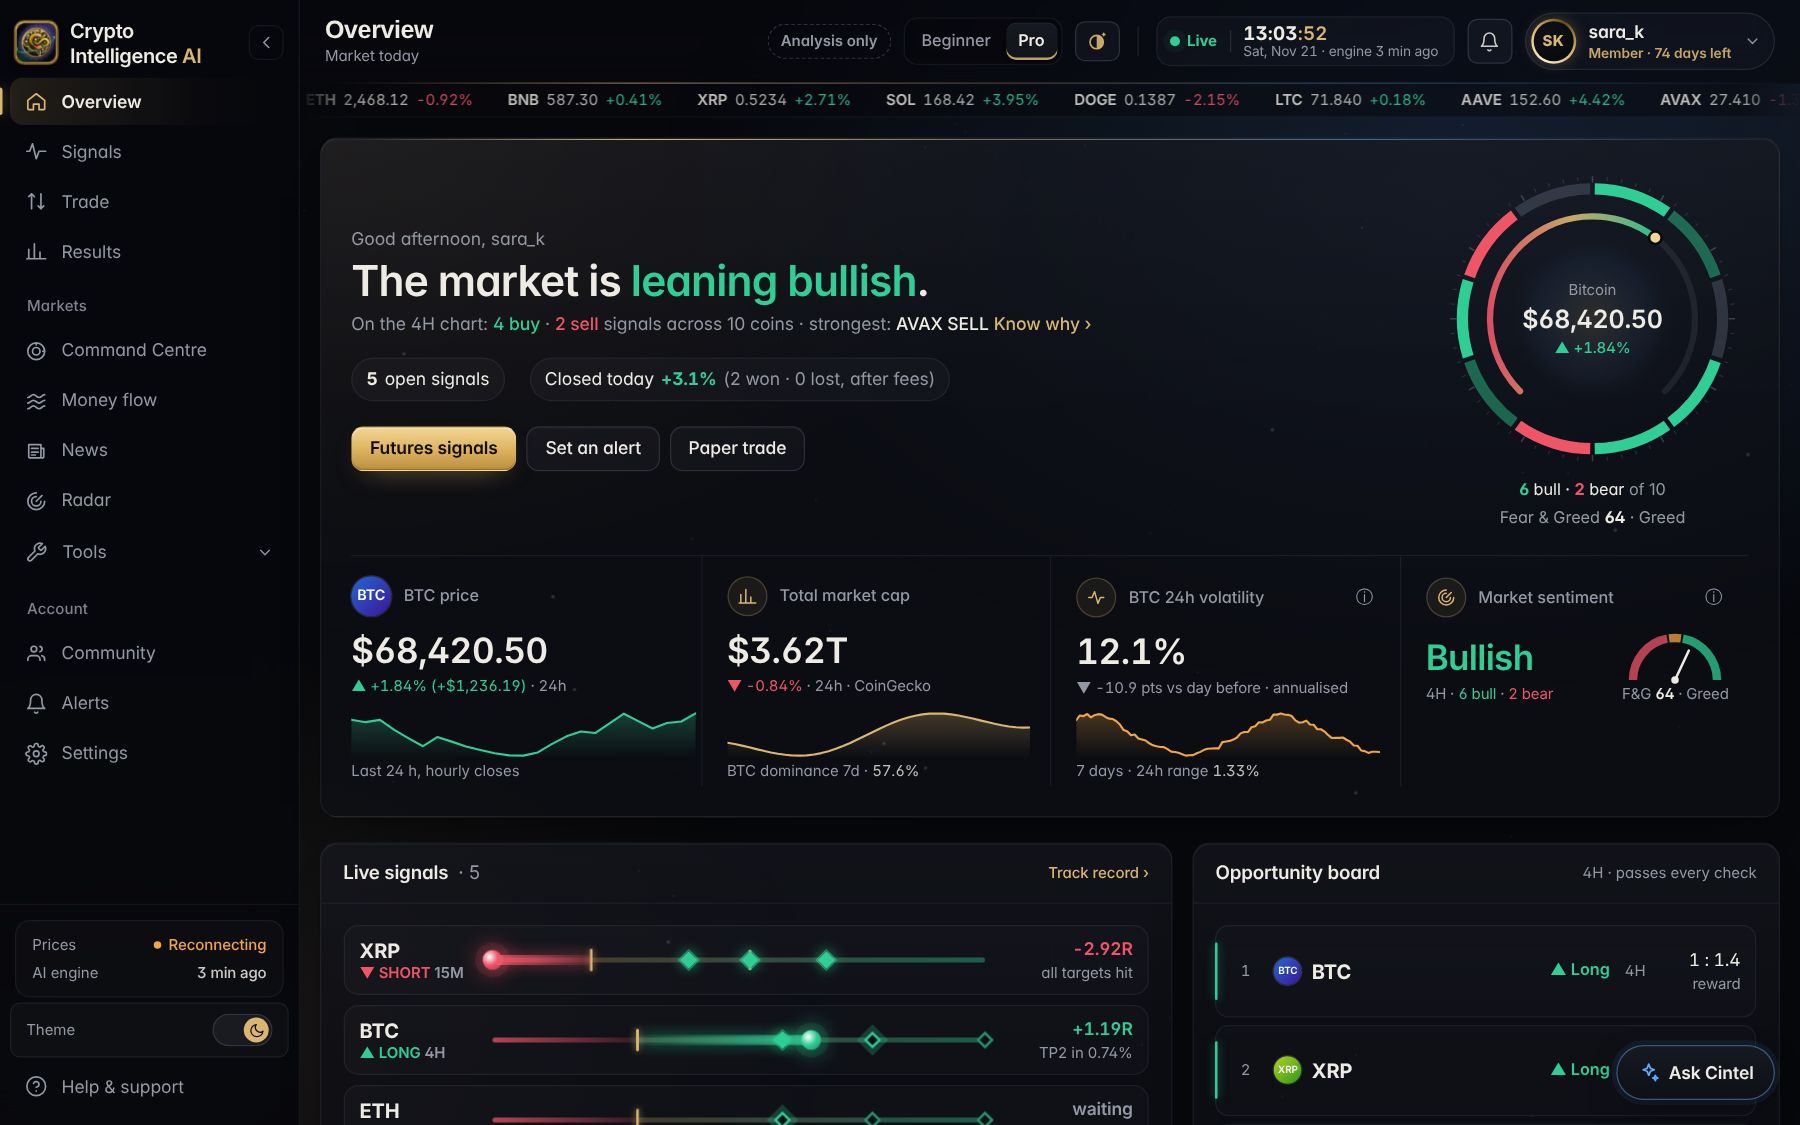 Crypto
Intelligence AI
Overview
Signals
Trade
Results
Markets
Command Centre
Money flow
News
Radar
Tools
Account
Community
Alerts
Settings
Prices
Reconnecting
AI engine
3 min ago
Theme
Help & support
Overview
Market today
Analysis only
Beginner
Pro
Live
13:03:52
Sat, Nov 21 · engine 3 min ago
SK
sara_k
Member · 74 days left
ETH 2,468.12 -0.92% BNB 587.30 +0.41% XRP 0.5234 +2.71% SOL 168.42 +3.95% DOGE 0.1387 -2.15% LTC 71.840 +0.18% AAVE 152.60 +4.42% AVAX 27.410
Good afternoon, sara_k
The market is leaning bullish.
On the 4H chart: 4 buy · 2 sell signals across 10 coins · strongest: AVAX SELL Know why ›
5 open signals
Closed today +3.1% (2 won · 0 lost, after fees)
Futures signals
Set an alert
Paper trade
Bitcoin
$68,420.50
▲ +1.84%
6 bull · 2 bear of 10
Fear & Greed 64 · Greed
BTC
BTC price
$68,420.50
▲ +1.84% (+$1,236.19) · 24h
Last 24 h, hourly closes
Total market cap
$3.62T
▼ -0.84% · 24h · CoinGecko
BTC dominance 7d · 57.6%
BTC 24h volatility
12.1%
▼ -10.9 pts vs day before · annualised
7 days · 24h range 1.33%
Market sentiment
Bullish
4H · 6 bull · 2 bear
F&G 64 · Greed
Live signals · 5
Track record ›
XRP
▼ SHORT 15M
-2.92R
all targets hit
BTC
▲ LONG 4H
+1.19R
TP2 in 0.74%
ETH
waiting
Opportunity board
4H · passes every check
1
BTC
BTC
▲ Long 4H
1 : 1.4
reward
2
XRP
XRP
▲ Long
Ask Cintel